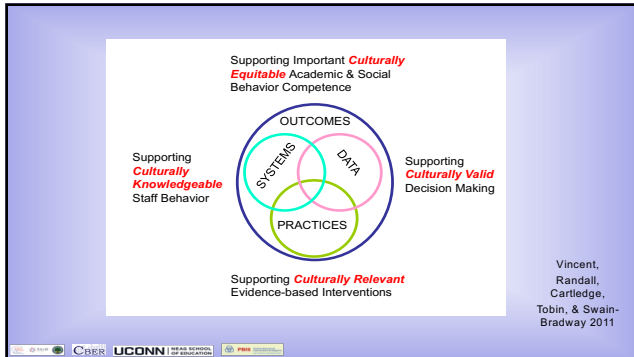 Supporting Important Culturally
Equitable Academic & Social
Behavior Competence
OUTCOMES
SYSTEMS
DATA
PRACTICES
Supporting
Culturally
Knowledgeable
Staff Behavior
Supporting
Culturally Valid
Decision Making
Supporting Culturally Relevant
Evidence-based Interventions
Vincent,
Randall,
Cartledge,
Tobin, & Swain-
Bradway 2011
CBER
UCONN
NEAG SCHOOL
OF EDUCATION
PBIS